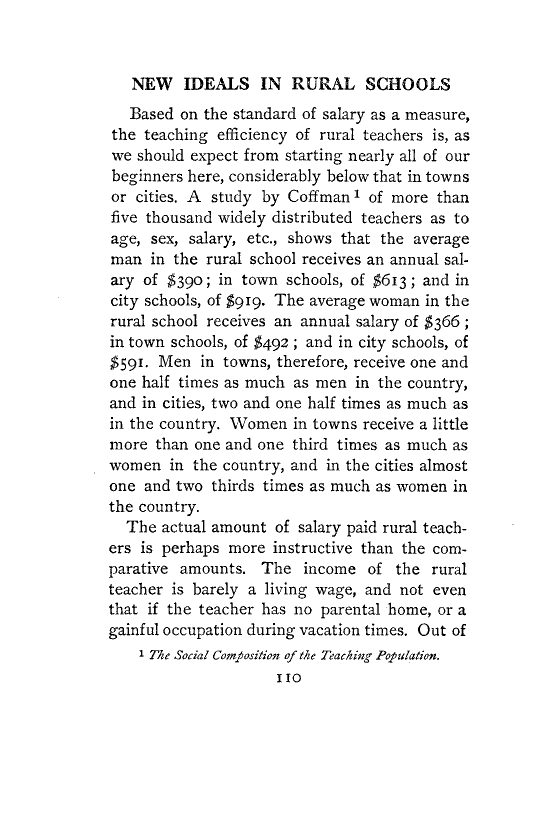 NEW IDEALS IN RURAL SCHOOLS
Based on the standard of salary as a measure,
the teaching efficiency of rural teachers is, as
we should expect from starting nearly all of our
beginners here, considerably below that in towns
or cities. A study by Coffman¹ of more than
five thousand widely distributed teachers as to
age, sex, salary, etc., shows that the average
man in the rural school receives an annual sal-
ary of $390; in town schools, of $613; and in
city schools, of $919. The average woman in the
rural school receives an annual salary of $366;
in town schools, of $492; and in city schools, of
$591. Men in towns, therefore, receive one and
one half times as much as men in the country,
and in cities, two and one half times as much as
in the country. Women in towns receive a little
more than one and one third times as much as
women in the country, and in the cities almost
one and two thirds times as much as women in
the country.
The actual amount of salary paid rural teach-
ers is perhaps more instructive than the com-
parative amounts. The income of the rural
teacher is barely a living wage, and not even
that if the teacher has no parental home, or a
gainful occupation during vacation times. Out of
¹ The Social Composition of the Teaching Population.
110